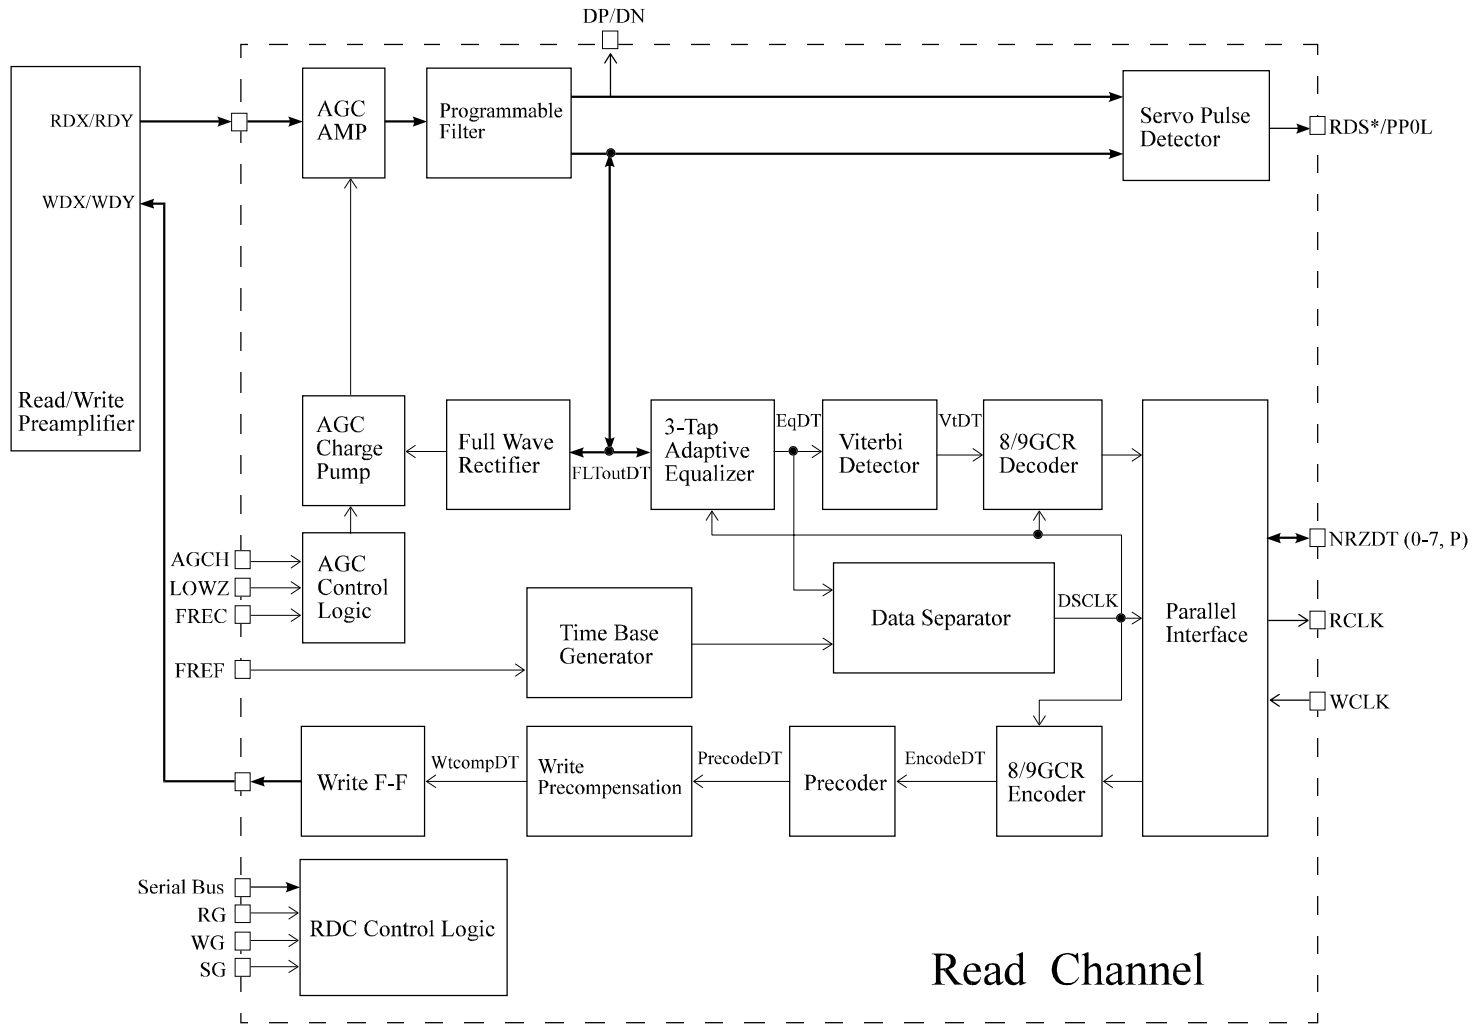 DP/DN
RDX/RDY
AGC
AMP
Programmable
Filter
Servo Pulse
Detector
RDS*/PP0L
WDX/WDY
Read/Write
Preamplifier
AGC
Charge
Pump
Full Wave
Rectifier
FLToutDT
3-Tap
Adaptive
Equalizer
EqDT
Viterbi
Detector
VtDT
8/9GCR
Decoder
NRZDT (0-7, P)
AGCH
LOWZ
FREC
AGC
Control
Logic
FREF
Time Base
Generator
Data Separator
DSCLK
Parallel
Interface
RCLK
WCLK
Write F-F
WtcompDT
Write
Precompensation
PrecodeDT
Precoder
EncodeDT
8/9GCR
Encoder
Serial Bus
RG
WG
SG
RDC Control Logic
Read Channel